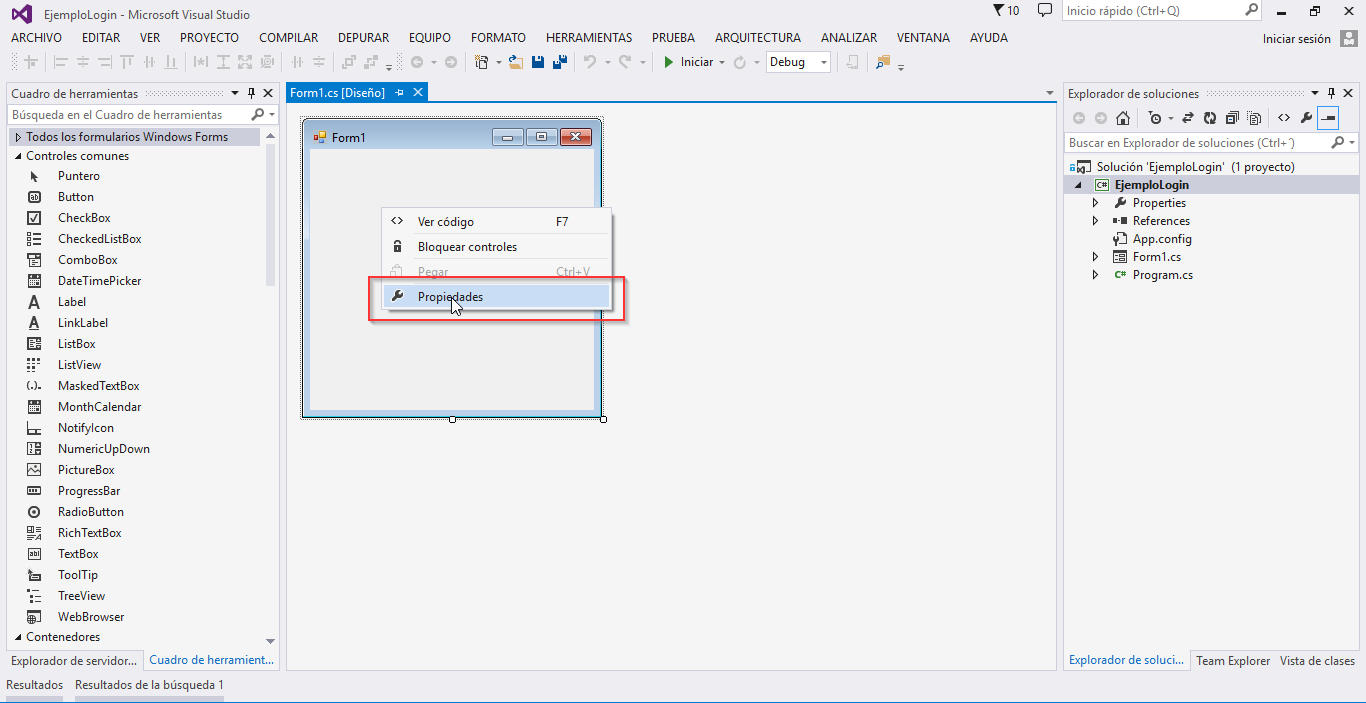 EjemploLogin - Microsoft Visual Studio
10
Inicio rápido (Ctrl+Q)
ARCHIVO EDITAR VER PROYECTO COMPILAR DEPURAR EQUIPO FORMATO HERRAMIENTAS PRUEBA ARQUITECTURA ANALIZAR VENTANA AYUDA
Iniciar sesión
Iniciar
Debug
Cuadro de herramientas
Búsqueda en el Cuadro de herramientas
Todos los formularios Windows Forms
Controles comunes
Puntero
Button
CheckBox
CheckedListBox
ComboBox
DateTimePicker
Label
LinkLabel
ListBox
ListView
MaskedTextBox
MonthCalendar
NotifyIcon
NumericUpDown
PictureBox
ProgressBar
RadioButton
RichTextBox
TextBox
ToolTip
TreeView
WebBrowser
Contenedores
Explorador de servidor...
Cuadro de herramient...
Form1.cs [Diseño]
Form1
Ver código F7
Bloquear controles
Pegar Ctrl+V
Propiedades
Explorador de soluciones
Buscar en Explorador de soluciones (Ctrl+¨)
Solución 'EjemploLogin' (1 proyecto)
EjemploLogin
Properties
References
App.config
Form1.cs
Program.cs
Explorador de soluci...
Team Explorer
Vista de clases
Resultados
Resultados de la búsqueda 1